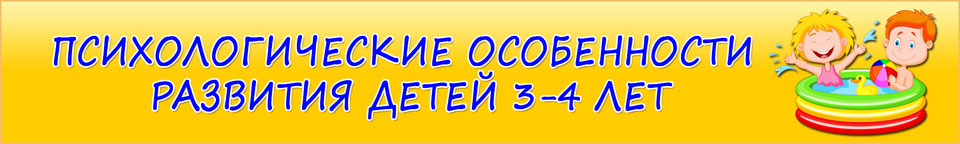 ПСИХОЛОГИЧЕСКИЕ ОСОБЕННОСТИ
РАЗВИТИЯ ДЕТЕЙ 3-4 ЛЕТ